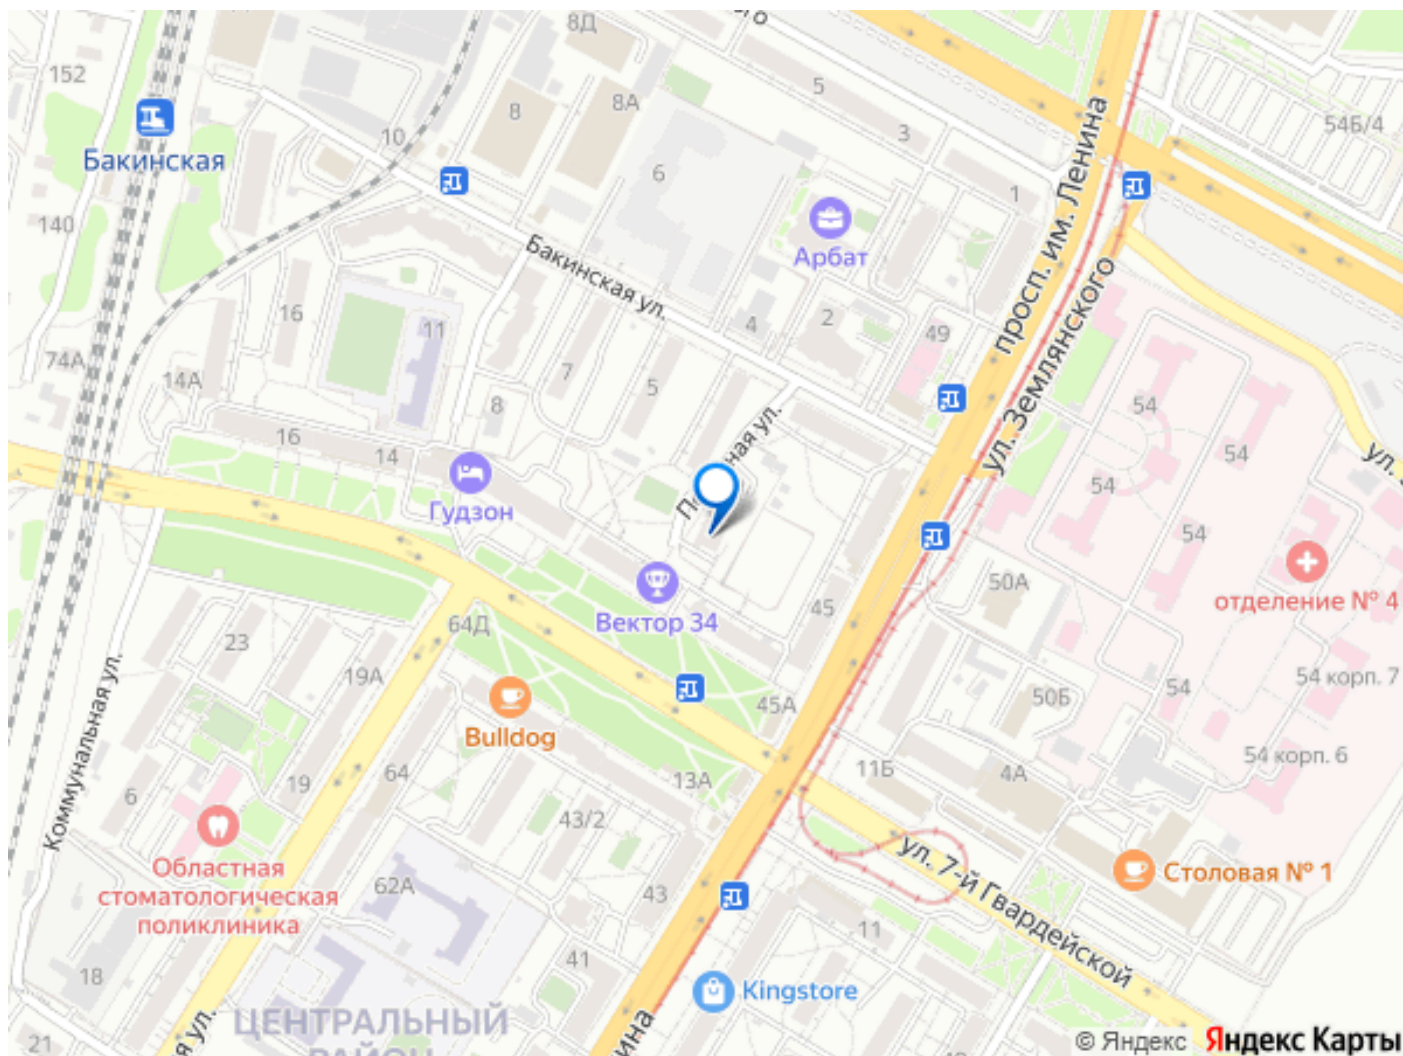 8Д
152
8А
5
8
3
54Б/4
10
Бакинская
6
просп. им. Ленина
140
1
Арбат
Бакинская ул.
16
11
4
2
49
ул. Землянского
74А
14А
7
5
8
54
16
14
54
54
ул.
Гудзон
54
50А
отделение № 4
Вектор 34
45
64Д
23
19А
54
54 корп. 7
50Б
45А
Bulldog
Коммунальная ул.
64
13А
11Б
4А
54 корп. 6
6
19
43/2
ул. 7-й Гвардейской
Областная
стоматологическая
поликлиника
62А
43
Столовая № 1
11
18
41
Kingstore
ЦЕНТРАЛЬНЫЙ
РАЙОН
21
© Яндекс Яндекс Карты